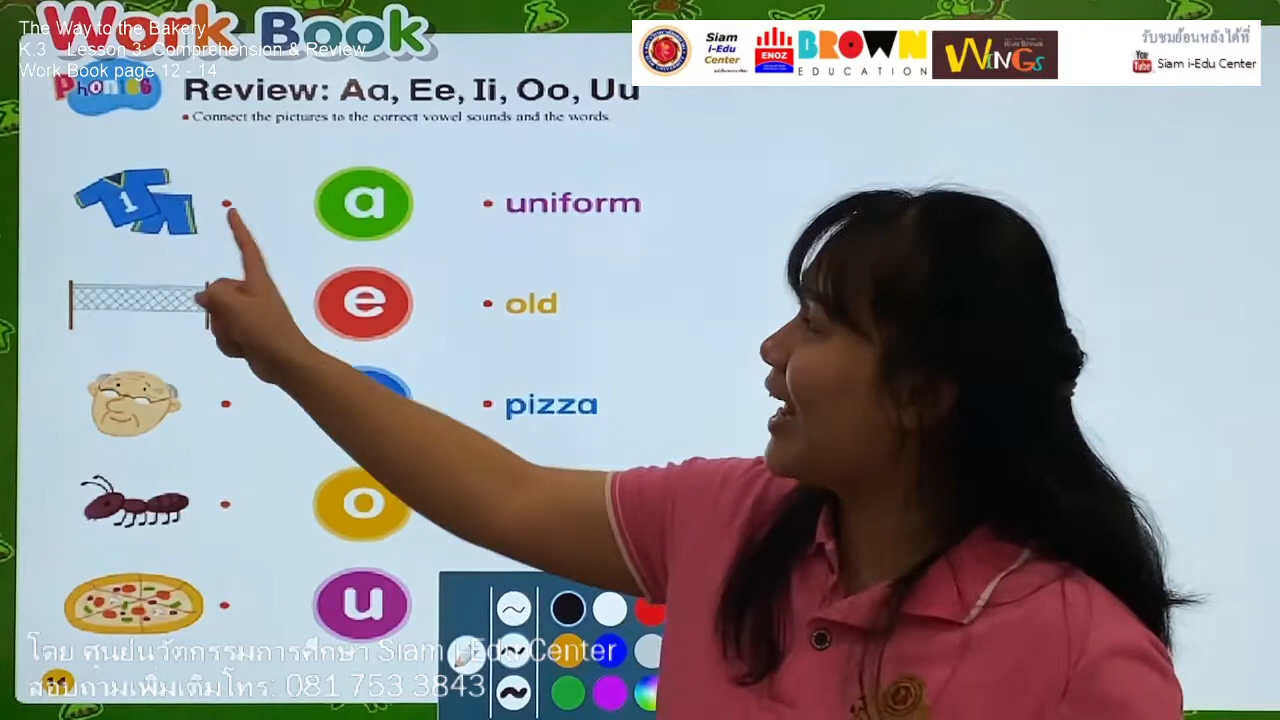 Work Book
The Way to the Bakery
K.3 Lesson 3: Comprehension & Review
Work Book page 12 - 14
Phonics
Review: Aa, Ee, Ii, Oo, Uu
Connect the pictures to the correct vowel sounds and the words.
Siam
i-Edu
Center
ENOZ
BROWN
EDUCATION
WINGS
รับชมย้อนหลังได้ที่
You Tube Siam i-Edu Center
1
a
uniform
e
old
pizza
o
u
โดย ศูนย์นวัตกรรมการศึกษา Siam i-Edu Center
สอบถามเพิ่มเติมโทร: 081 753 3843